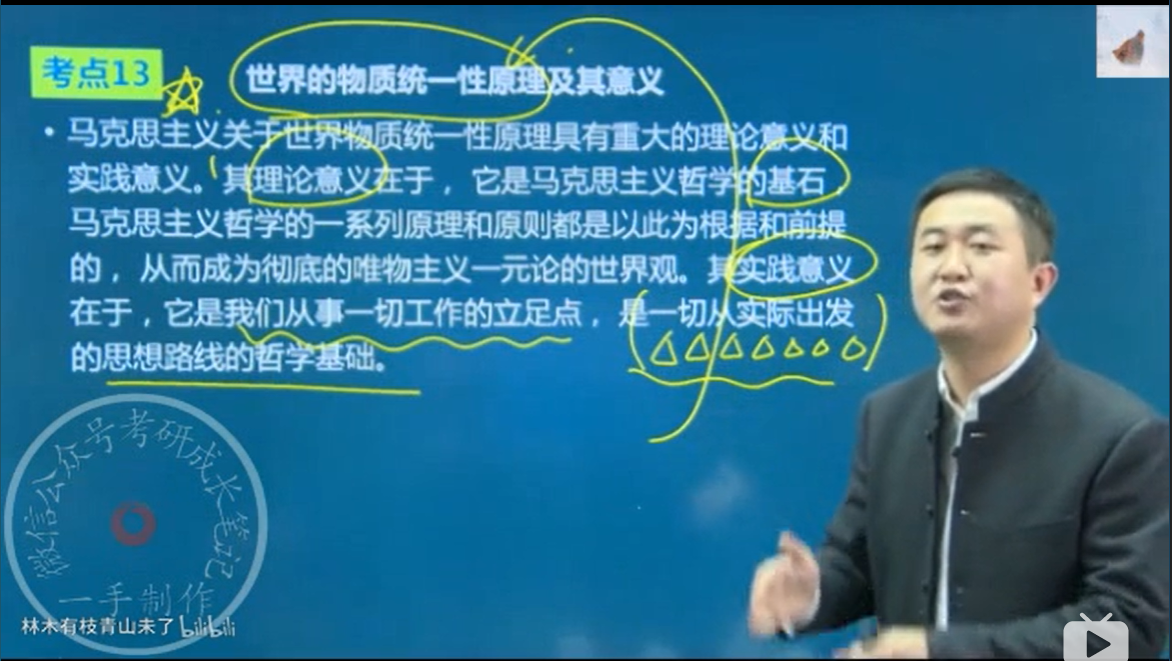 考点13
世界的物质统一性原理及其意义
• 马克思主义关于世界物质统一性原理具有重大的理论意义和
实践意义。其理论意义在于，它是马克思主义哲学的基石，
马克思主义哲学的一系列原理和原则都是以此为根据和前提
的，从而成为彻底的唯物主义一元论的世界观。其实践意义
在于，它是我们从事一切工作的立足点，是一切从实际出发
的思想路线的哲学基础。
微信公众号考研成长笔记
一手制作
林木有枝青山未了 bilibili